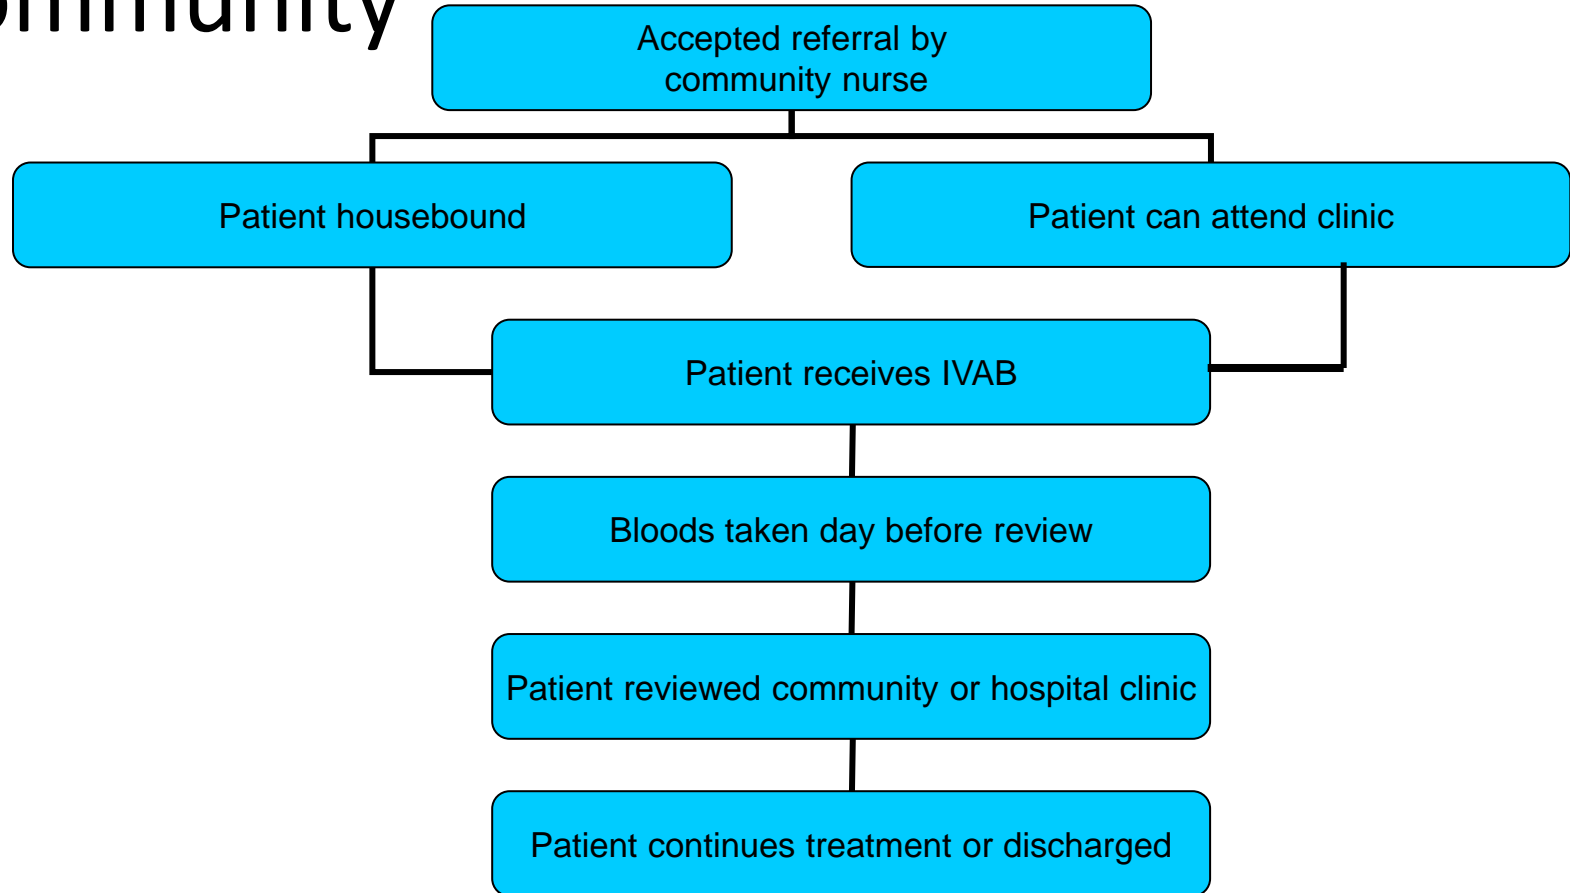 ommunity
Accepted referral by
community nurse
Patient housebound
Patient can attend clinic
Patient receives IVAB
Bloods taken day before review
Patient reviewed community or hospital clinic
Patient continues treatment or discharged